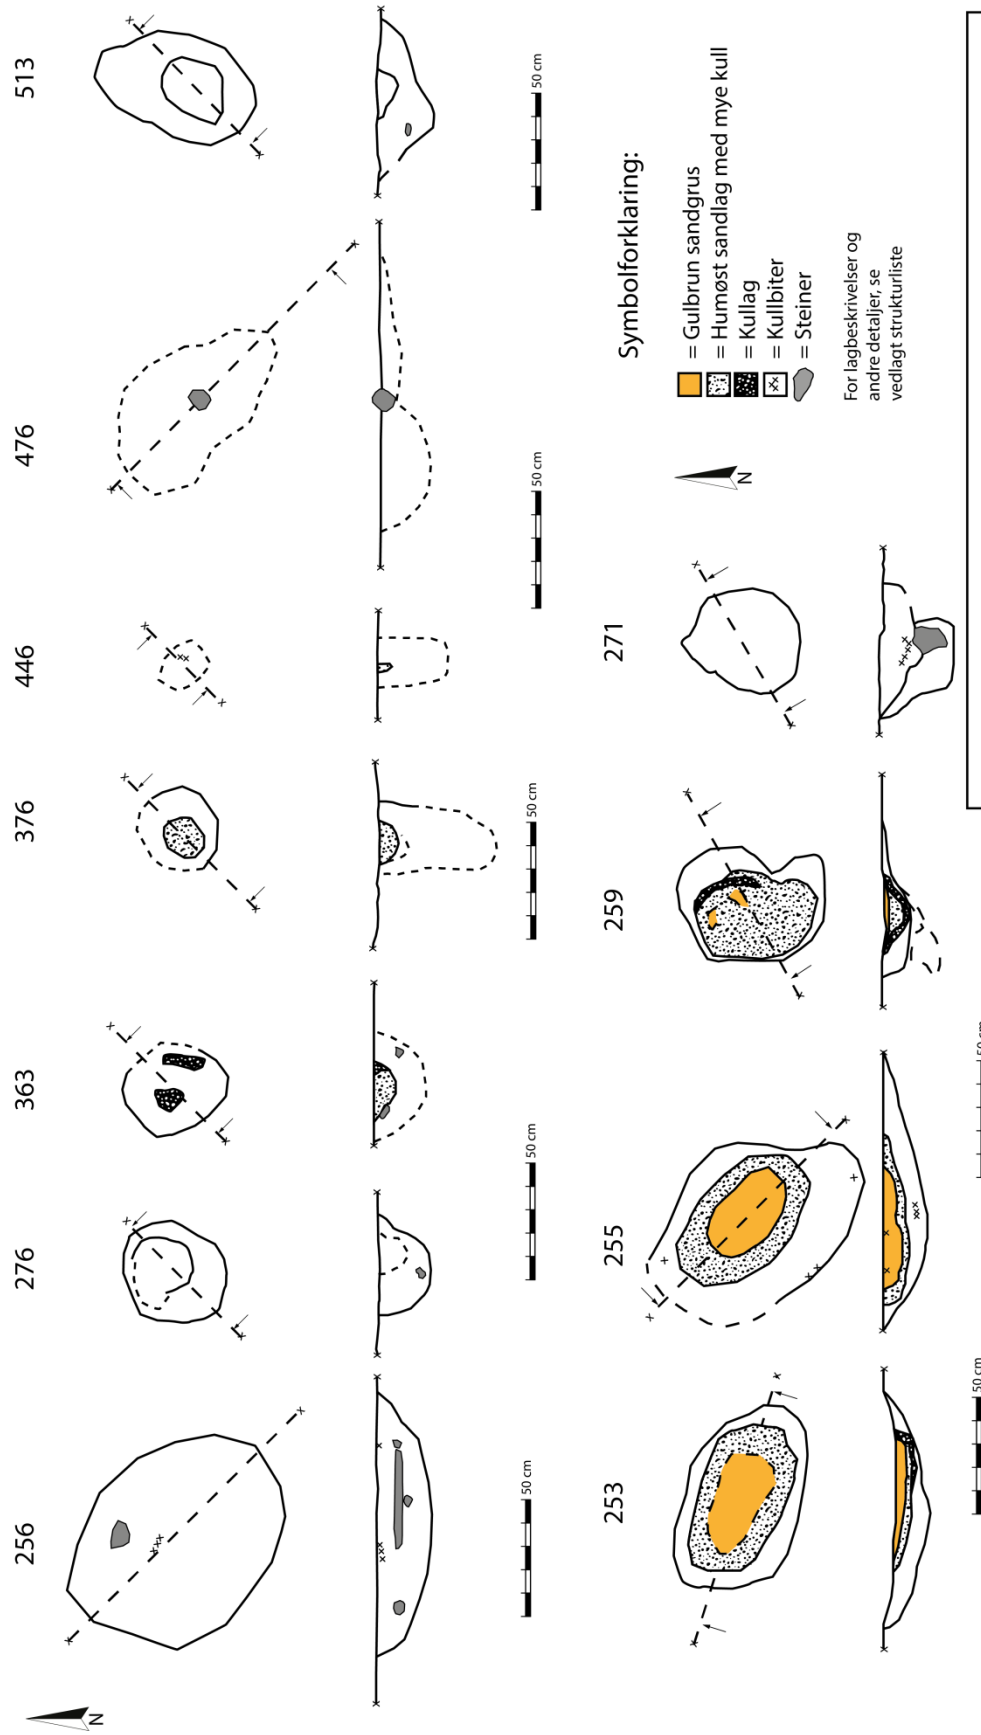 256
276
363
376
446
476
513
N
50 cm
50 cm
50 cm
50 cm
50 cm
253
255
259
271
N
50 cm
50 cm
Symbolforklaring:
= Gulbrun sandgrus
= Humøst sandlag med mye kull
= Kullag
= Kullbiter
= Steiner
For lagbeskrivelser og
andre detaljer, se
vedlagt strukturliste